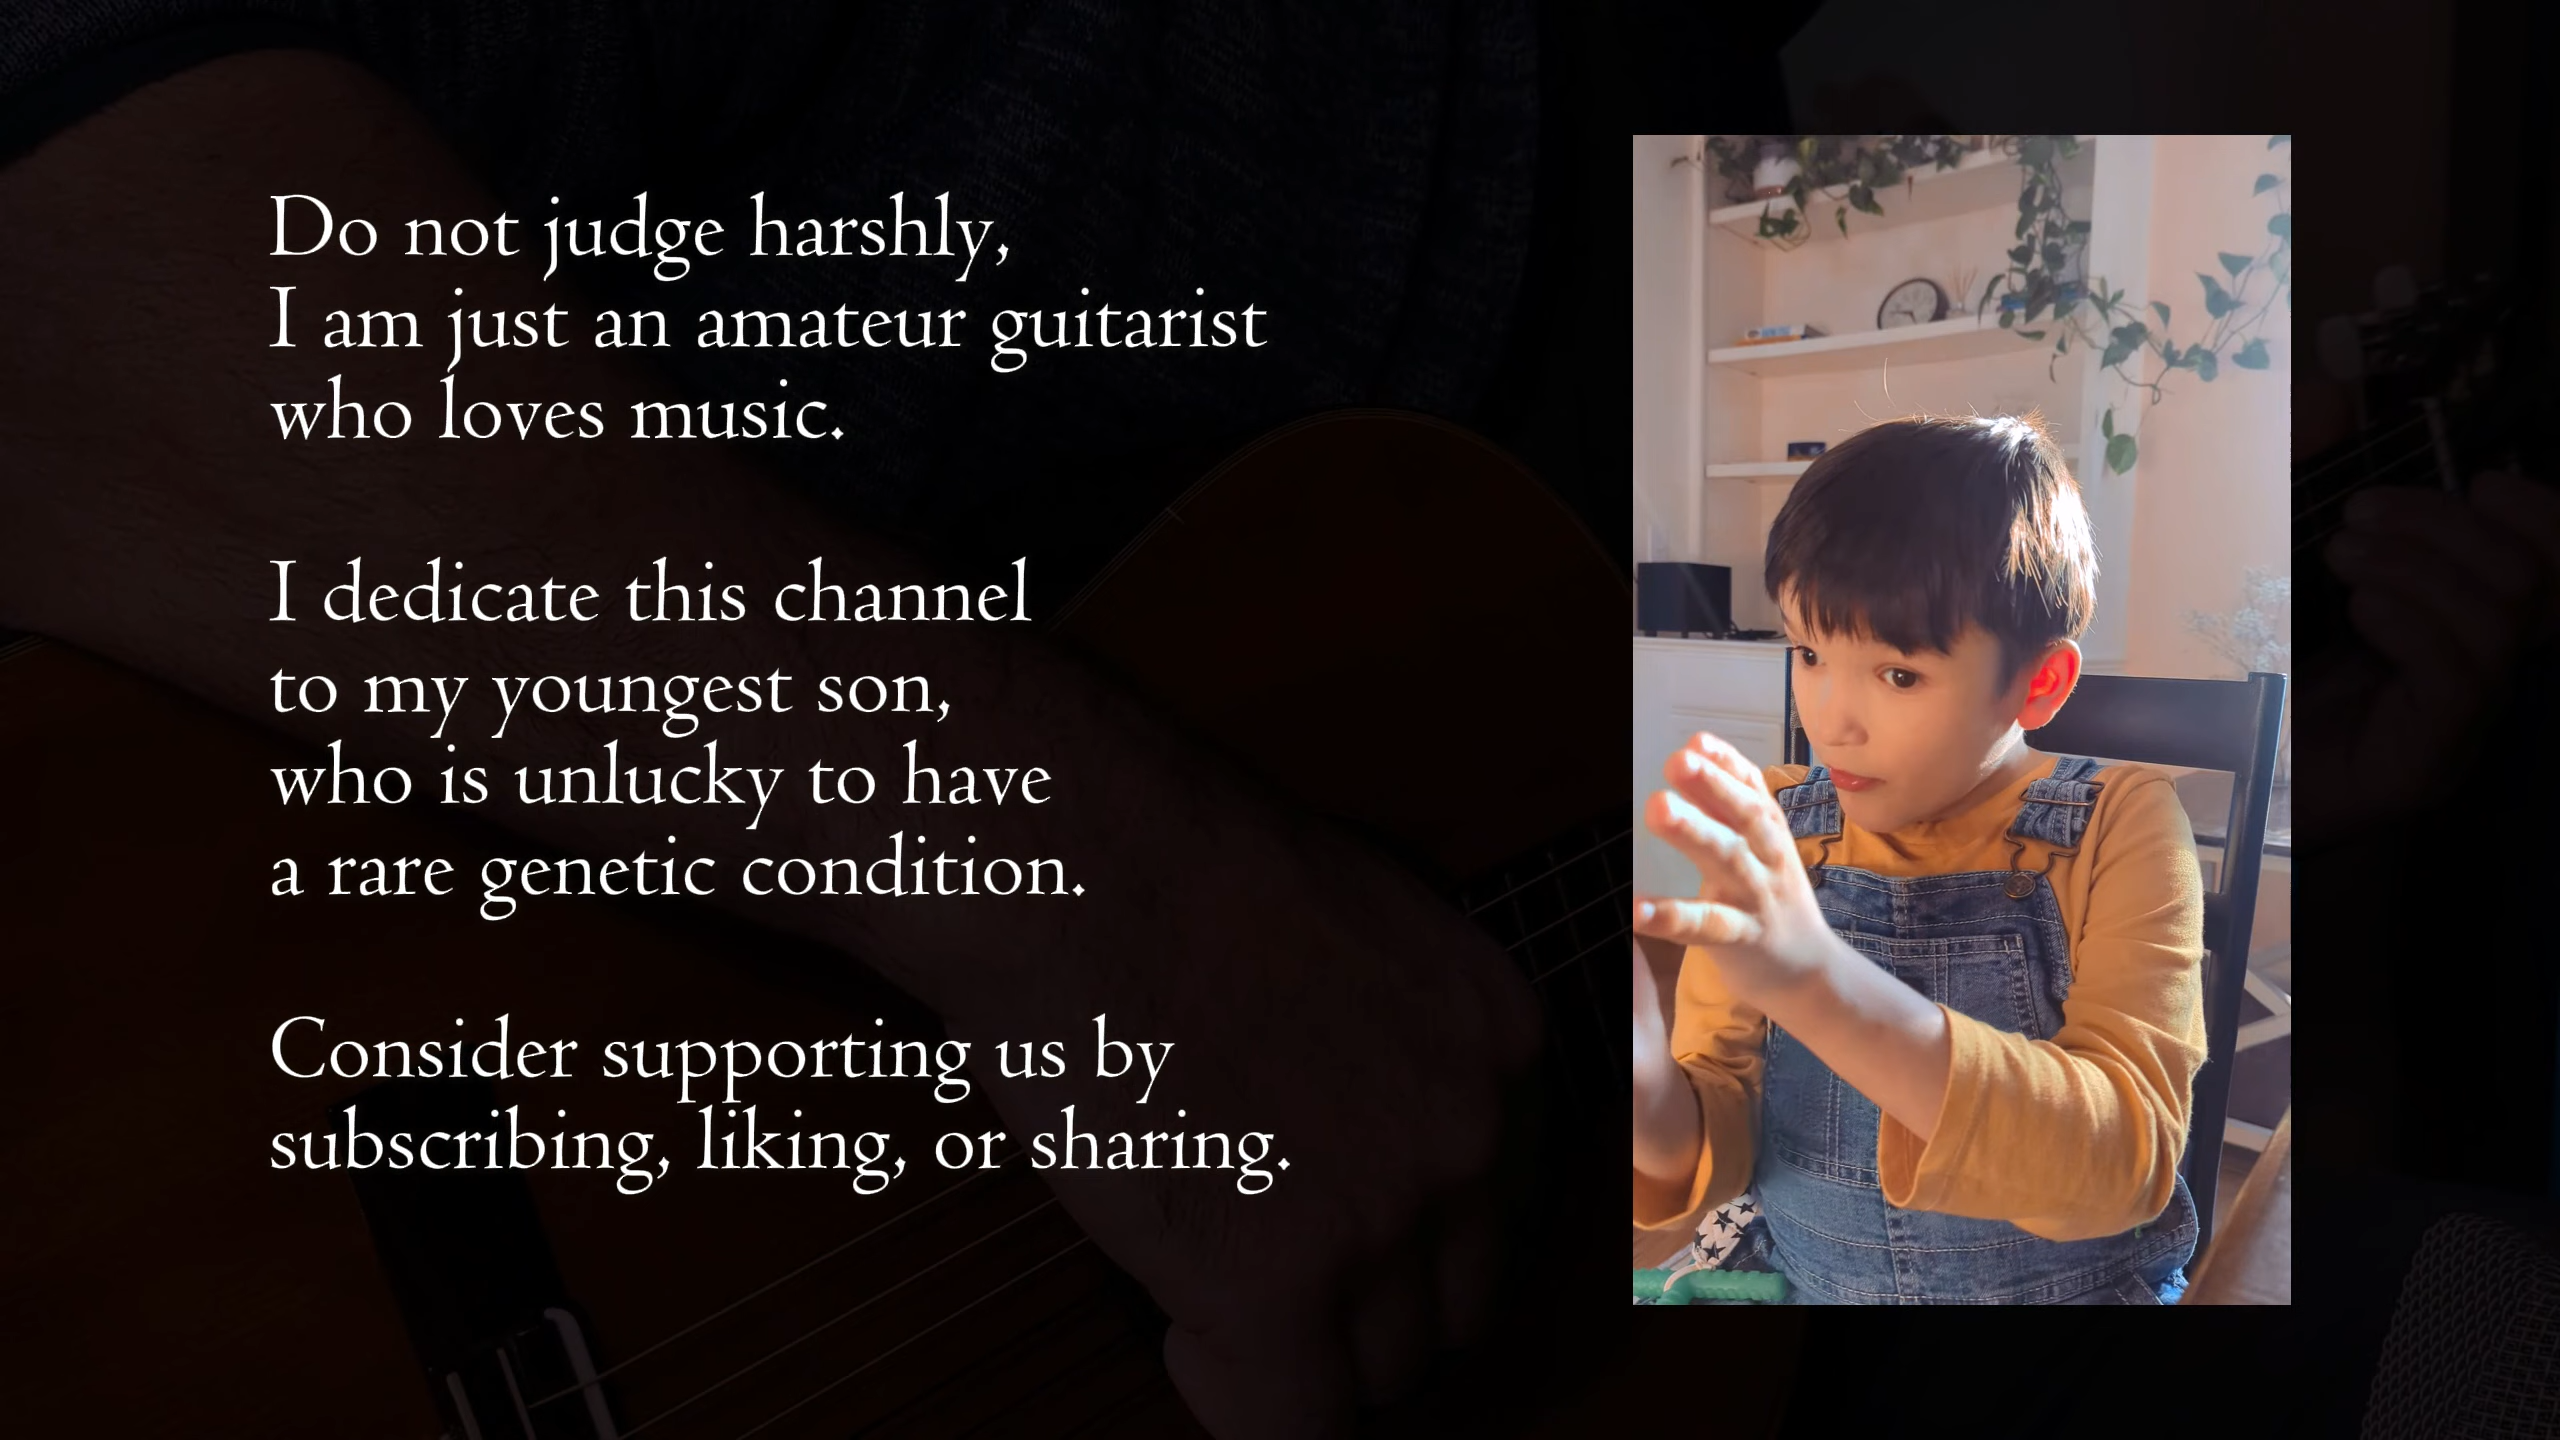 Do not judge harshly,
I am just an amateur guitarist
who loves music.
I dedicate this channel
to my youngest son,
who is unlucky to have
a rare genetic condition.
Consider supporting us by
subscribing, liking, or sharing.